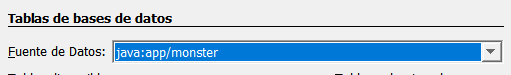 Tablas de bases de datos
Fuente de Datos: java:app/monster